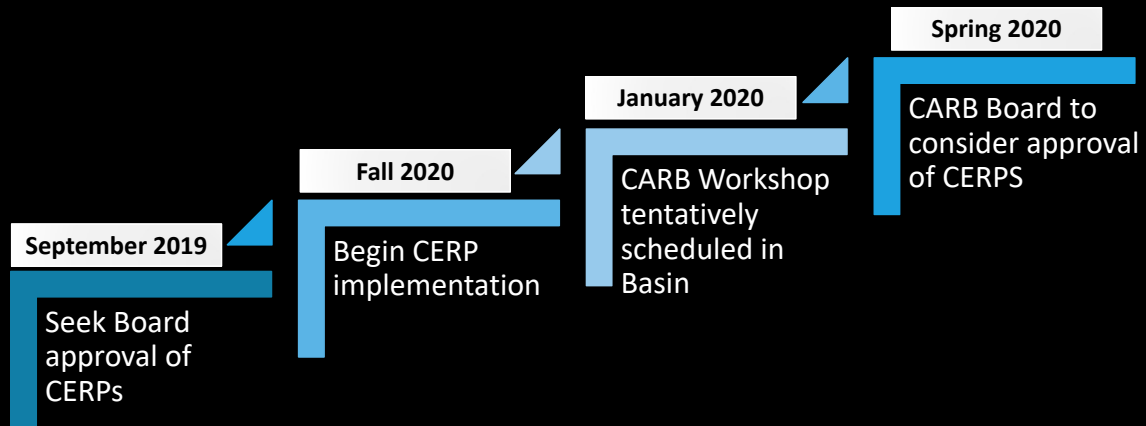 September 2019
Seek Board
approval of
CERPs
Fall 2020
Begin CERP
implementation
January 2020
CARB Workshop
tentatively
scheduled in
Basin
Spring 2020
CARB Board to
consider approval
of CERPS